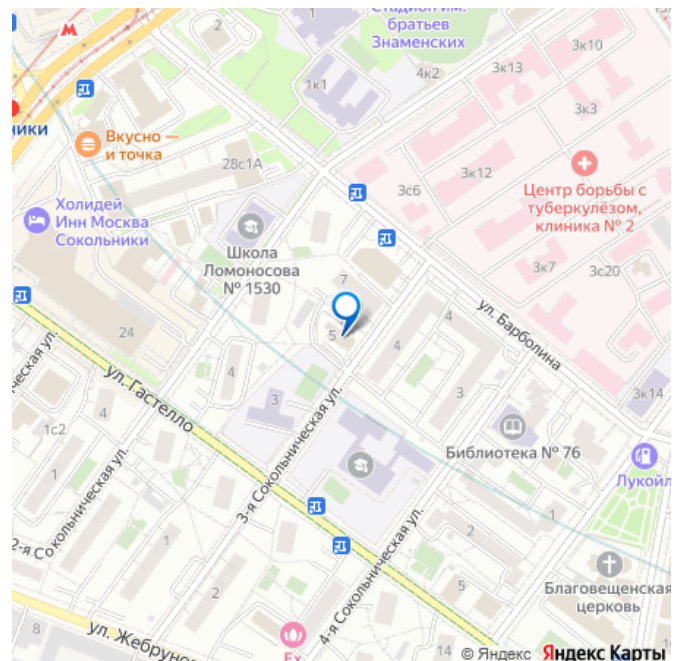 Стадион им.
братьев
Знаменских
1
3к10
3к13
4к2
1к1
3к3
ники
Вкусно —
и точка
28с1А
3к12
Центр борьбы с
туберкулёзом,
клиника № 2
3с6
Холидей
Инн Москва
Сокольники
Школа
Ломоносова
№ 1530
7
3к7
3с20
ул. Барболина
5
4
4
24
4
3
3
3к14
ул. Гастелло
3-я Сокольническая ул.
4
1с2
Библиотека № 76
Лукойл
1
2-я Сокольническая ул.
1
2
1
4-я Сокольническая ул.
5
2
Благовещенская
церковь
8
ул. Жебрунов
4
© Яндекс Яндекс Карты